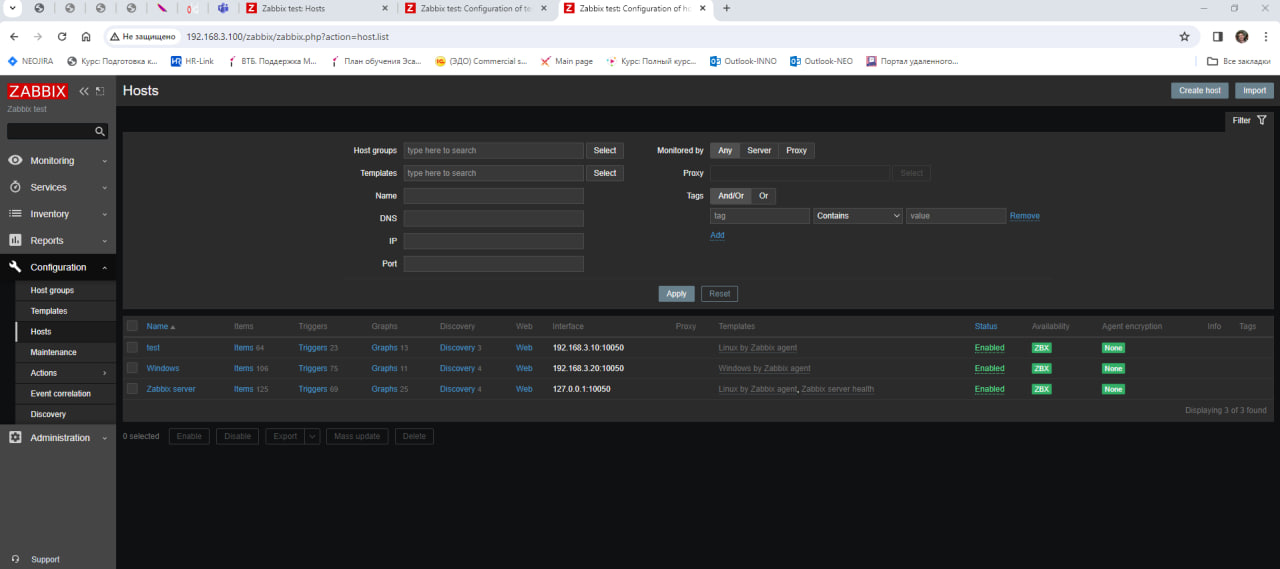 Zabbix test: Hosts
Zabbix test: Configuration of te
Zabbix test: Configuration of ho
Не защищено 192.168.3.100/zabbix/zabbix.php?action=host.list
NEOJIRA Курс: Подготовка к... HR-Link ВТБ. Поддержка М... План обучения Эса... (ЭДО) Commercial s... Main page Курс: Полный курс... Outlook-INNO Outlook-NEO Портал удаленного... Все закладки
ZABBIX Hosts Create host Import
Zabbix test
Filter
Monitoring
Services
Inventory
Reports
Configuration
Host groups
Templates
Hosts
Maintenance
Actions
Event correlation
Discovery
Administration
Support
Host groups type here to search Select
Templates type here to search Select
Name
DNS
IP
Port
Monitored by Any Server Proxy
Proxy Select
Tags And/Or Or
tag Contains value Remove
Add
Apply Reset
Name Items Triggers Graphs Discovery Web Interface Proxy Templates Status Availability Agent encryption Info Tags
test Items 64 Triggers 23 Graphs 13 Discovery 3 Web 192.168.3.10:10050 Linux by Zabbix agent Enabled ZBX None
Windows Items 106 Triggers 75 Graphs 11 Discovery 4 Web 192.168.3.20:10050 Windows by Zabbix agent Enabled ZBX None
Zabbix server Items 125 Triggers 69 Graphs 25 Discovery 4 Web 127.0.0.1:10050 Linux by Zabbix agent, Zabbix server health Enabled ZBX None
Displaying 3 of 3 found
0 selected Enable Disable Export Mass update Delete